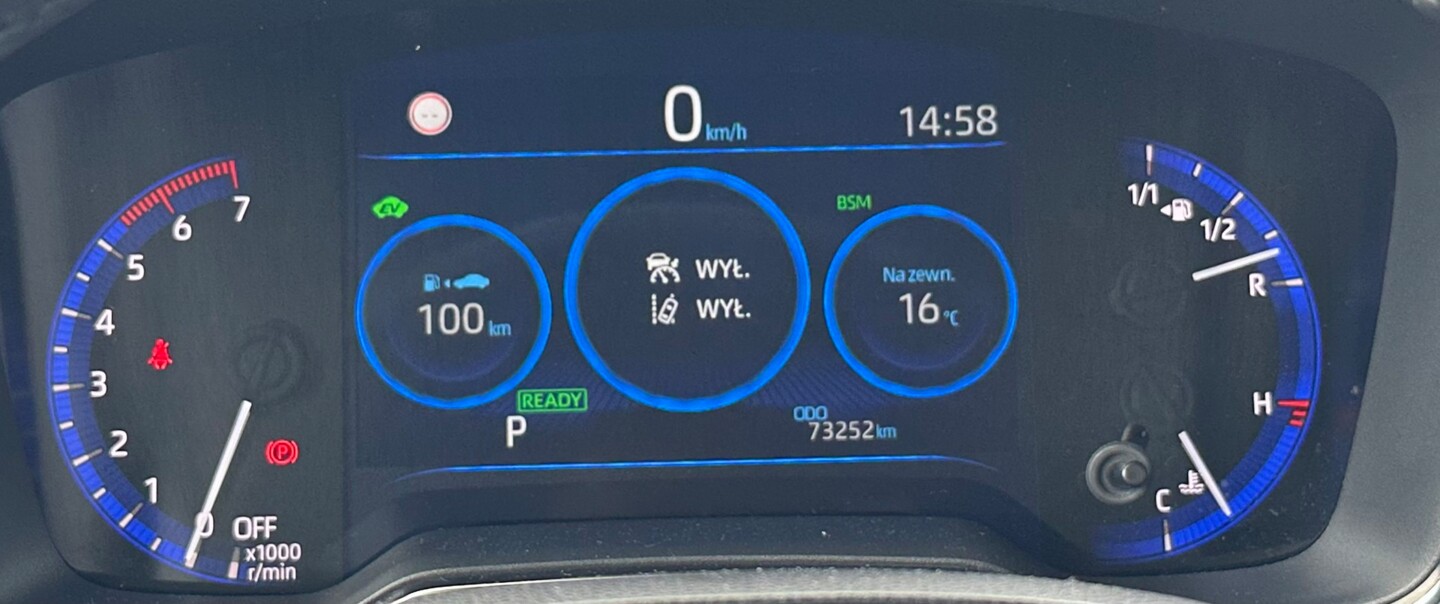 0 km/h
14:58
7
6
5
4
3
2
1
0 OFF
x1000
r/min
P
EV
100 km
READY
P
WYŁ.
WYŁ.
BSM
Na zewn.
16 °C
ODO
73252 km
1/1
1/2
R
H
C